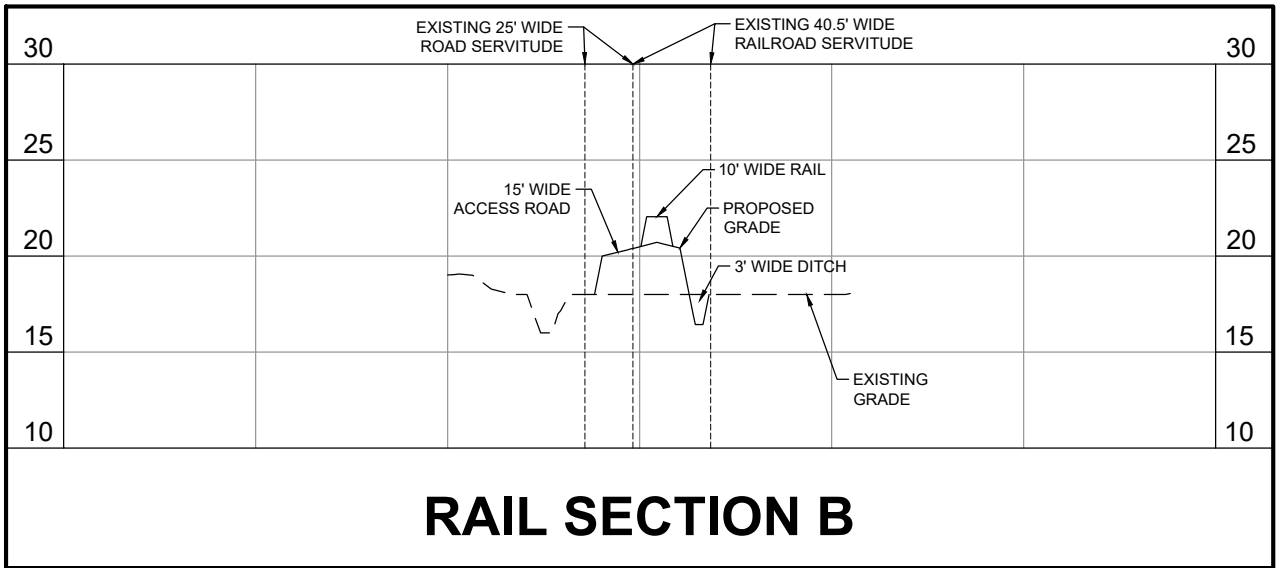 EXISTING 25' WIDE
ROAD SERVITUDE
EXISTING 40.5' WIDE
RAILROAD SERVITUDE
30
30
25
25
10' WIDE RAIL
15' WIDE
ACCESS ROAD
PROPOSED
GRADE
20
20
3' WIDE DITCH
15
15
EXISTING
GRADE
10
10
RAIL SECTION B